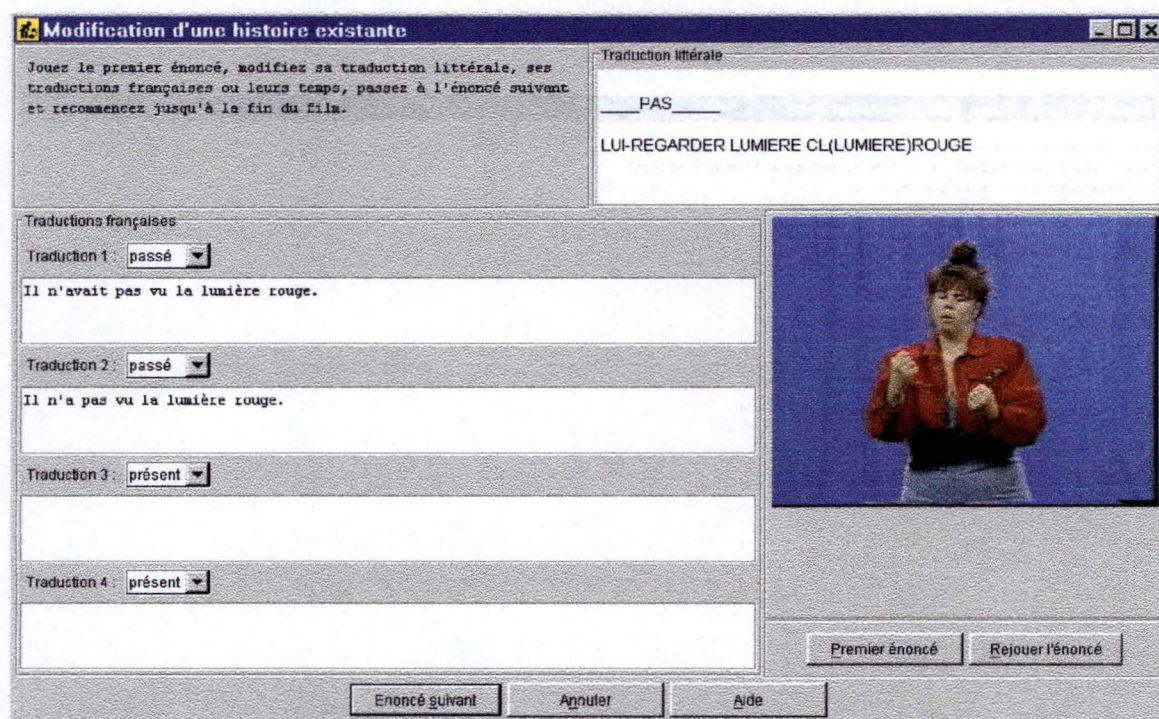 Modification d'une histoire existante
Jouez le premier énoncé, modifiez sa traduction littérale, ses
traductions françaises ou leurs temps, passez à l'énoncé suivant
et recommencez jusqu'à la fin du film.
Traduction littérale
____PAS_____
LUI-REGARDER LUMIERE CL(LUMIERE)ROUGE
Traductions françaises
Traduction 1 : passé
Il n'avait pas vu la lumière rouge.
Traduction 2 : passé
Il n'a pas vu la lumière rouge.
Traduction 3 : présent
Traduction 4 : présent
Premier énoncé Rejouer l'énoncé
Enoncé suivant Annuler Aide